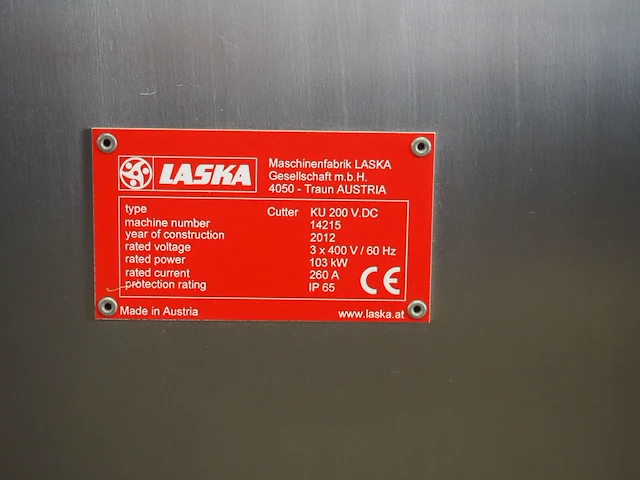 LASKA
Maschinenfabrik LASKA
Gesellschaft m.b.H.
4050 - Traun AUSTRIA
type Cutter KU 200 V.DC
machine number 14215
year of construction 2012
rated voltage 3 x 400 V / 60 Hz
rated power 103 kW
rated current 260 A
protection rating IP 65
CE
Made in Austria www.laska.at